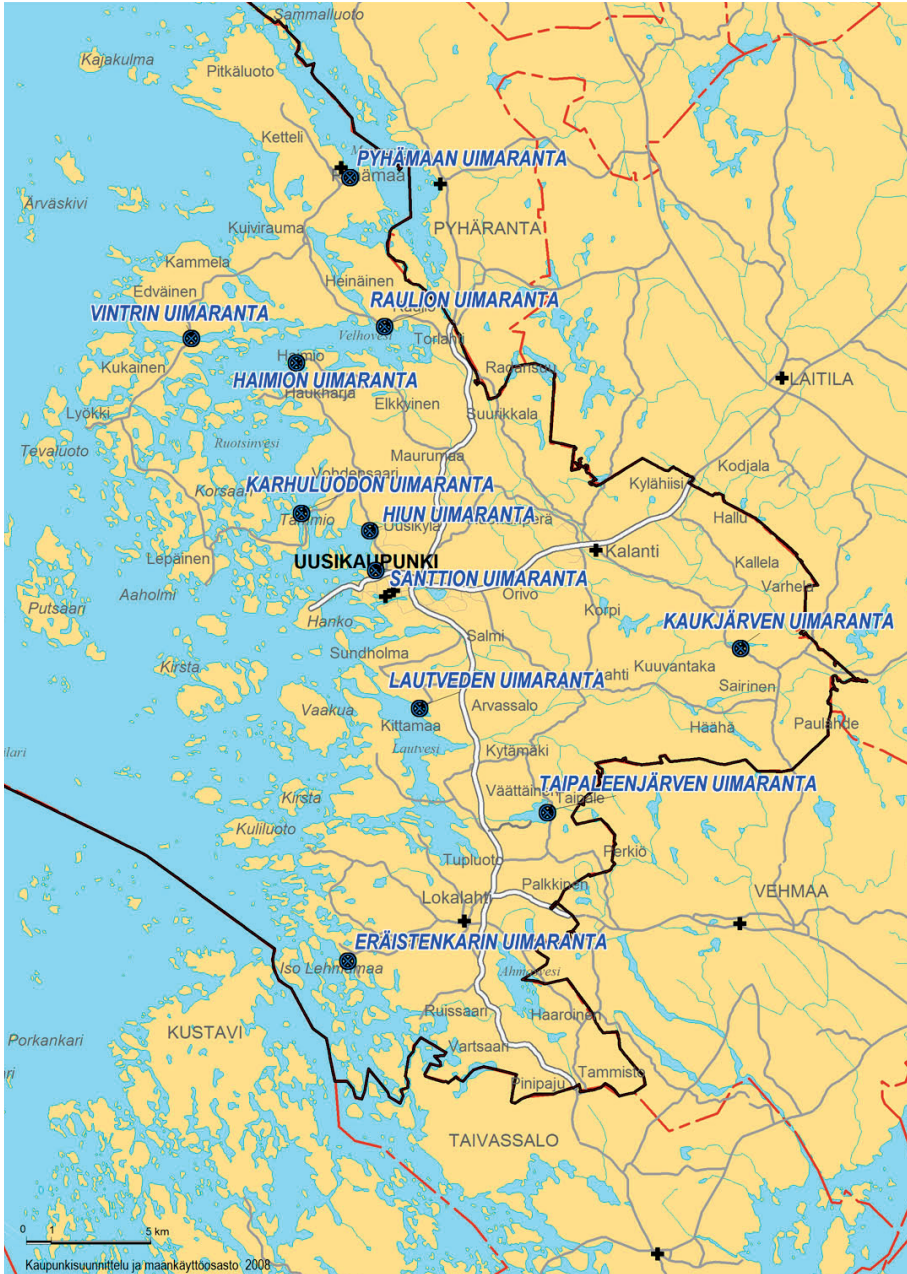 Sammalluoto
Kajakulma
Pitkäluoto
Ketteli
PYHÄMAAN UIMARANTA
Arväskivi
Kuivirauma
PYHÄRANTA
Kammela
Heinäinen
Edväinen
RAULION UIMARANTA
VINTRIN UIMARANTA
Velhovesi
Torlahti
Haimio
Kukainen
HAIMION UIMARANTA
LAITILA
Haukharja
Elkkyinen
Lyökki
Suurikkala
Ruotsinvesi
Tevaluoto
Maurumaa
Kodjala
Kylähiisi
KARHULUODON UIMARANTA
HIUN UIMARANTA
Hallu
Uusikylä
Kalanti
Lepäinen
UUSIKAUPUNKI
Kallela
SANTTION UIMARANTA
Varhela
Aaholmi
Orivo
Putsaari
Korpi
Hanko
KAUKJÄRVEN UIMARANTA
Salmi
Sundholma
Kirsta
Kuuvantaka
LAUTVEDEN UIMARANTA
Sairinen
Vaakua
Arvassalo
Kittamaa
Häähä
Paulahde
Lautvesi
Kytämäki
TAIPALEENJÄRVEN UIMARANTA
Kirsta
Taipale
Kuliluoto
Perkiö
Tupluoto
Palkkinen
VEHMAA
Lokalahti
ERÄISTENKARIN UIMARANTA
Iso Lehmämaa
Ruissaari
Haaroinen
KUSTAVI
Porkankari
Vartsaari
Tammisto
Pinipaju
TAIVASSALO
0 1 5 km
Kaupunkisuunnittelu ja maankäyttöosasto 2008